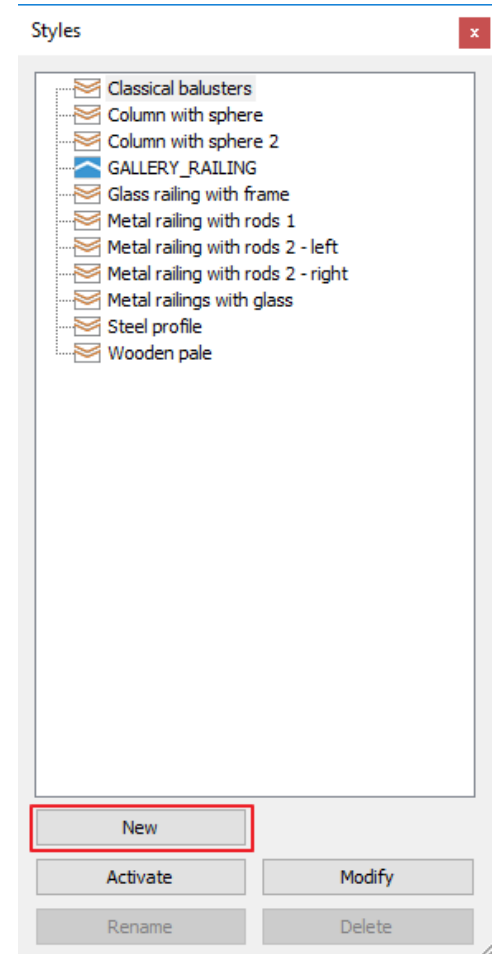 Styles
x
Classical balusters
Column with sphere
Column with sphere 2
GALLERY_RAILING
Glass railing with frame
Metal railing with rods 1
Metal railing with rods 2 - left
Metal railing with rods 2 - right
Metal railings with glass
Steel profile
Wooden pale
New
Activate Modify
Rename Delete